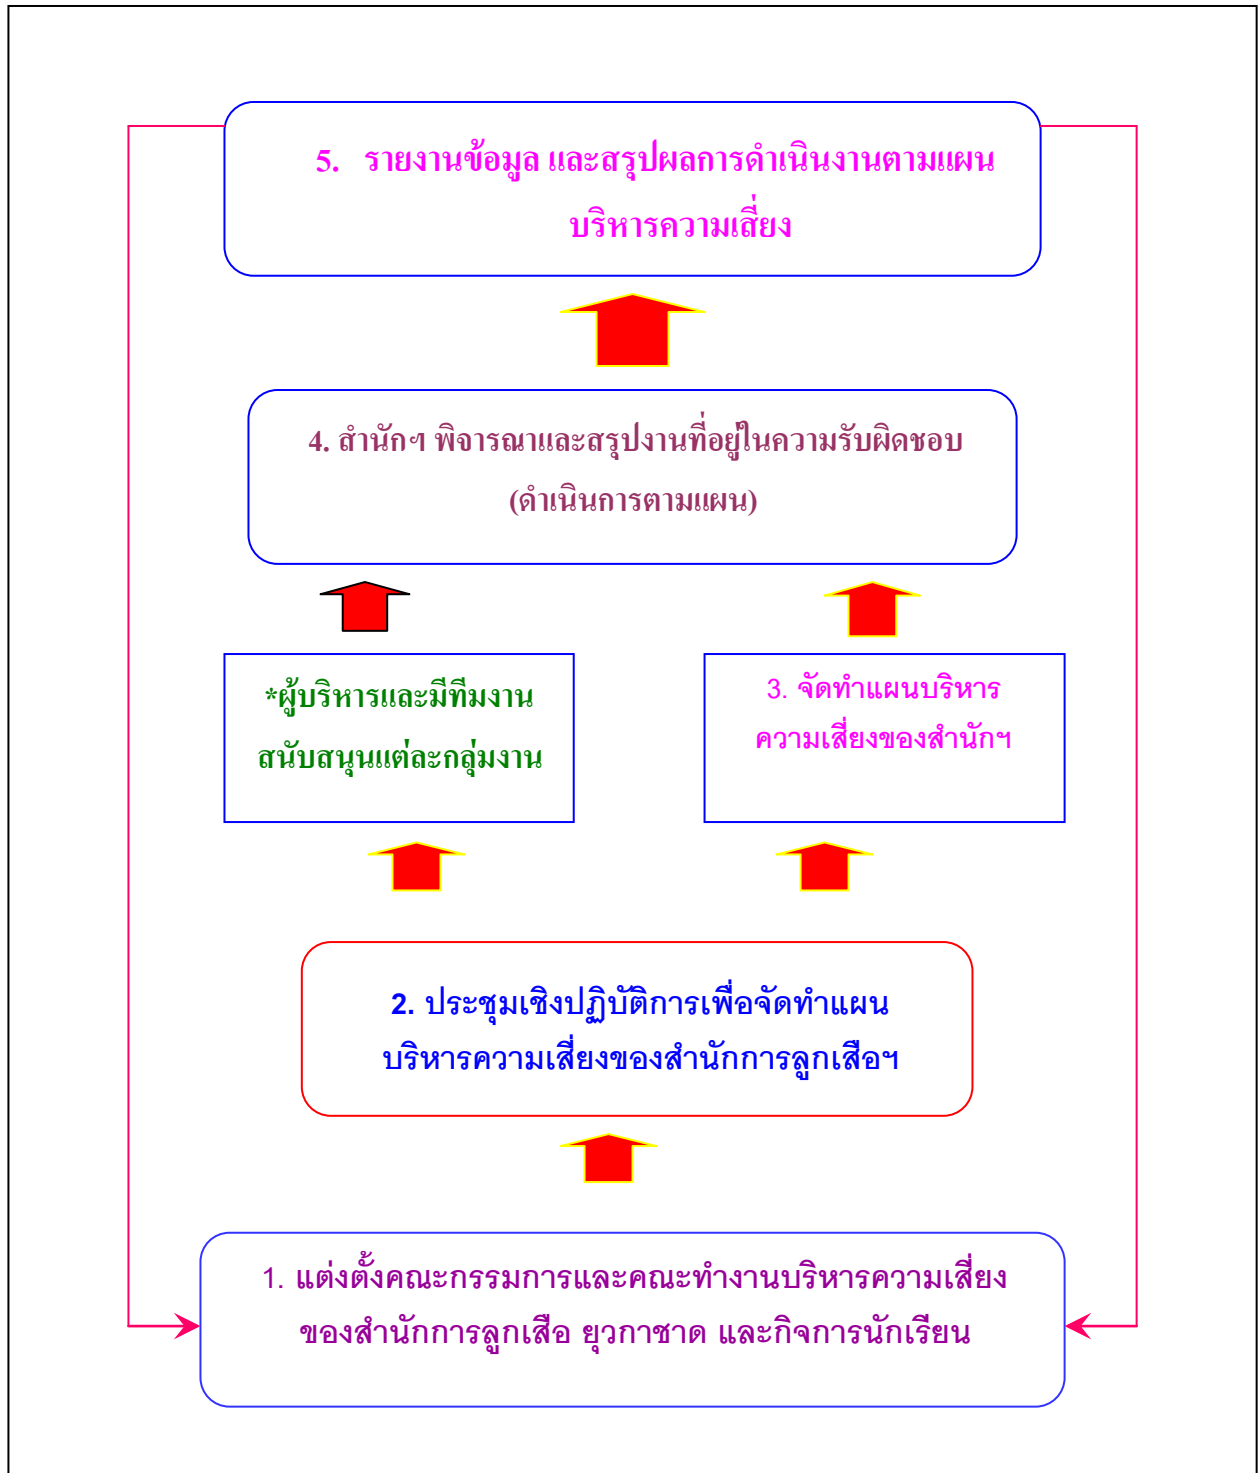 5. รายงานข้อมูล และสรุปผลการดำเนินงานตามแผน
บริหารความเสี่ยง
4. สำนักฯ พิจารณาและสรุปงานที่อยู่ในความรับผิดชอบ
(ดำเนินการตามแผน)
*ผู้บริหารและมีทีมงาน
สนับสนุนแต่ละกลุ่มงาน
3. จัดทำแผนบริหาร
ความเสี่ยงของสำนักฯ
2. ประชุมเชิงปฏิบัติการเพื่อจัดทำแผน
บริหารความเสี่ยงของสำนักการลูกเสือฯ
1. แต่งตั้งคณะกรรมการและคณะทำงานบริหารความเสี่ยง
ของสำนักการลูกเสือ ยุวกาชาด และกิจการนักเรียน